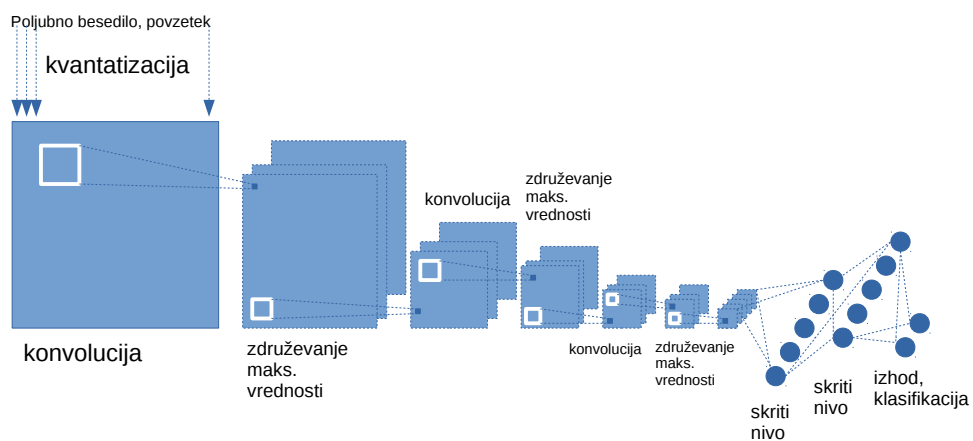 Poljubno besedilo, povzetek
kvantatizacija
konvolucija
združevanje
maks.
vrednosti
konvolucija
združevanje
maks.
vrednosti
konvolucija
združevanje
maks.
vrednosti
skriti
nivo
skriti
nivo
izhod,
klasifikacija